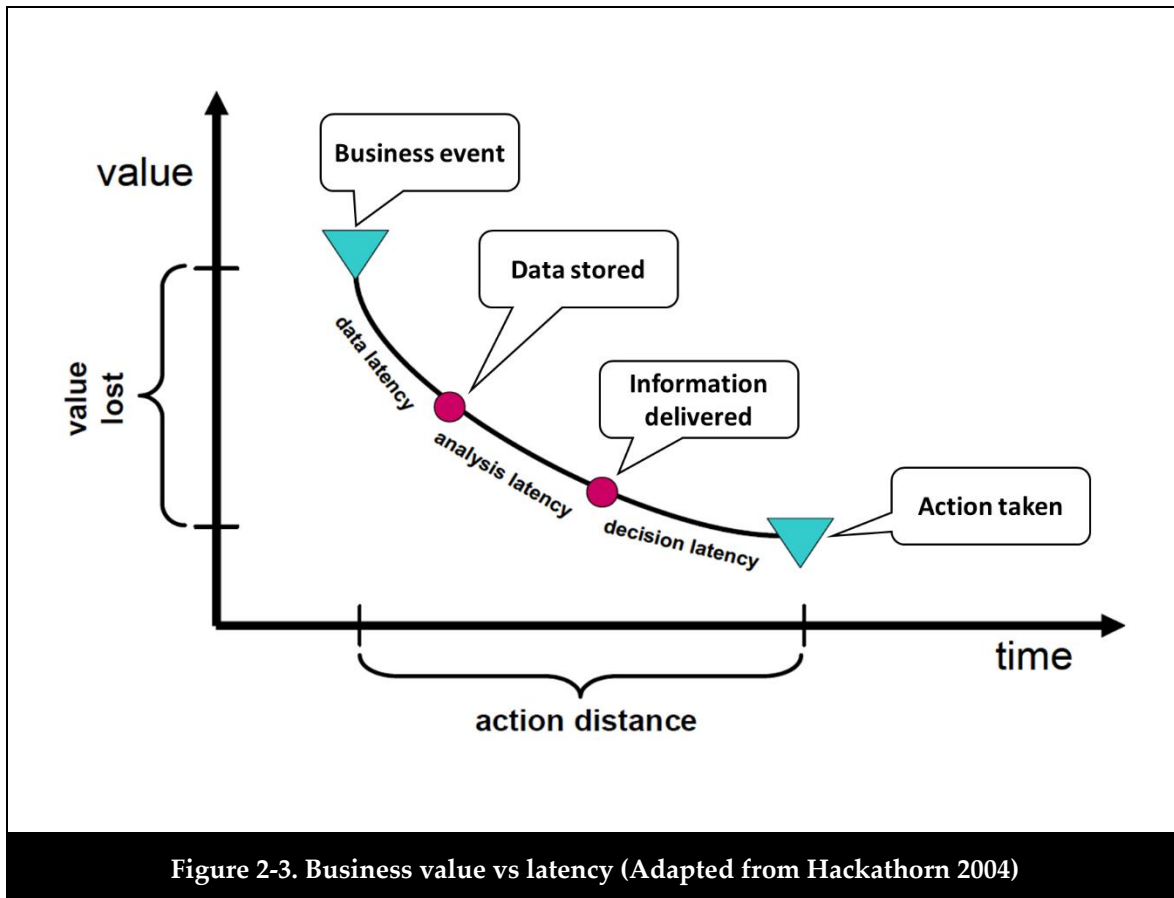 value
Business event
Data stored
Information
delivered
Action taken
value
lost
data latency
analysis latency
decision latency
time
action distance
Figure 2-3. Business value vs latency (Adapted from Hackathorn 2004)